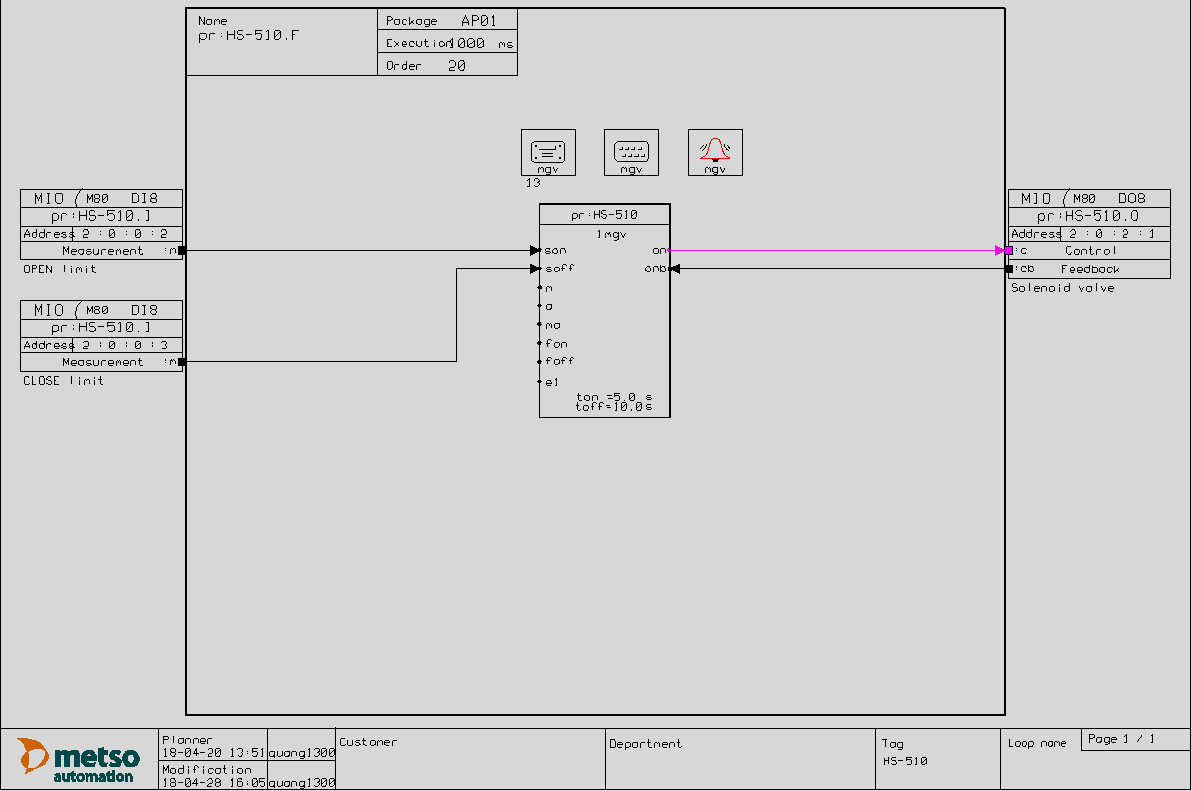 Name
pr:HS-510.F
Package AP01
Execution 1000 ms
Order 20
mgv
13
mgv
mgv
MIO / M80 DI8
pr:HS-510.I
Address 2 : 0 : 0 : 2
Measurement :m
OPEN limit
MIO / M80 DI8
pr:HS-510.I
Address 2 : 0 : 0 : 3
Measurement :m
CLOSE limit
pr:HS-510
1mgv
son on
soff onb
m
a
ma
fon
foff
e1
ton =5.0 s
toff=10.0s
MIO / M80 DO8
pr:HS-510.O
Address 2 : 0 : 2 : 1
:c Control
:cb Feedback
Solenoid valve
metso
automation
Planner
18-04-20 13:51 quang1300
Modification
18-04-28 16:05 quang1300
Customer
Department
Tag
HS-510
Loop name
Page 1 / 1